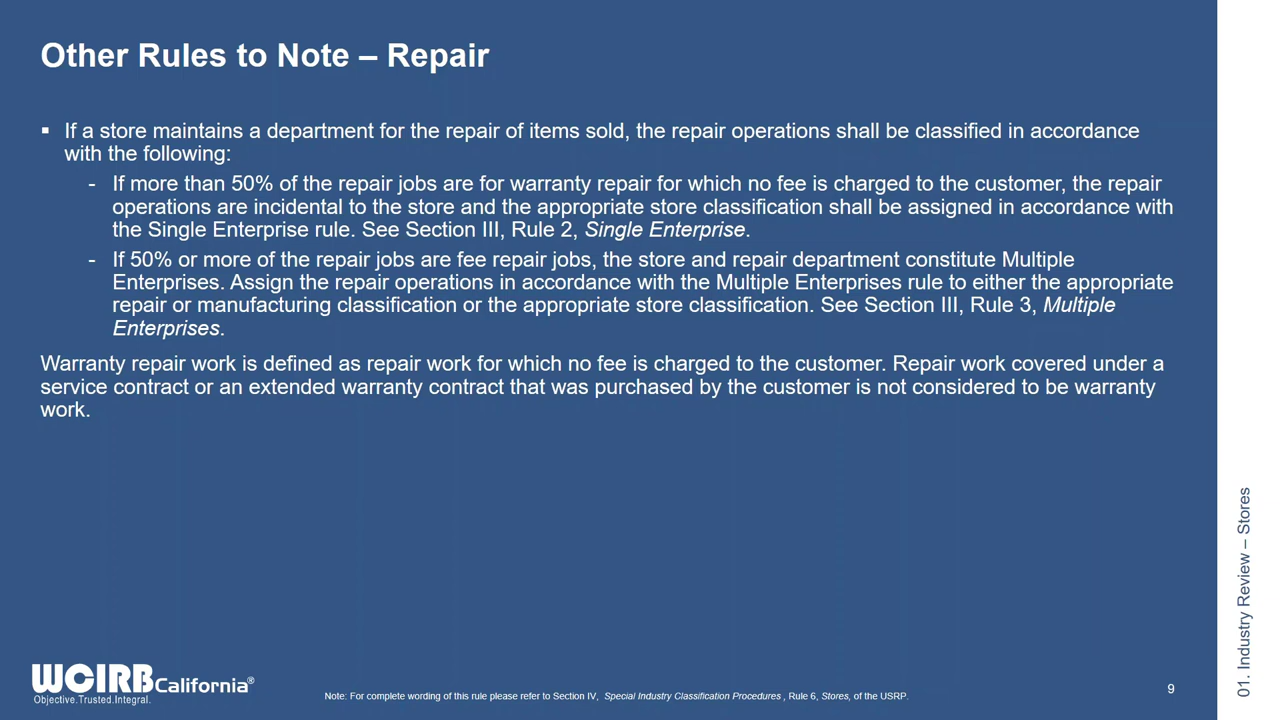 Other Rules to Note – Repair
▪ If a store maintains a department for the repair of items sold, the repair operations shall be classified in accordance
with the following:
- If more than 50% of the repair jobs are for warranty repair for which no fee is charged to the customer, the repair
operations are incidental to the store and the appropriate store classification shall be assigned in accordance with
the Single Enterprise rule. See Section III, Rule 2, Single Enterprise.
- If 50% or more of the repair jobs are fee repair jobs, the store and repair department constitute Multiple
Enterprises. Assign the repair operations in accordance with the Multiple Enterprises rule to either the appropriate
repair or manufacturing classification or the appropriate store classification. See Section III, Rule 3, Multiple
Enterprises.
Warranty repair work is defined as repair work for which no fee is charged to the customer. Repair work covered under a
service contract or an extended warranty contract that was purchased by the customer is not considered to be warranty
work.
01. Industry Review – Stores
WCIRB California®
Objective.Trusted.Integral.
Note: For complete wording of this rule please refer to Section IV, Special Industry Classification Procedures , Rule 6, Stores, of the USRP.
9